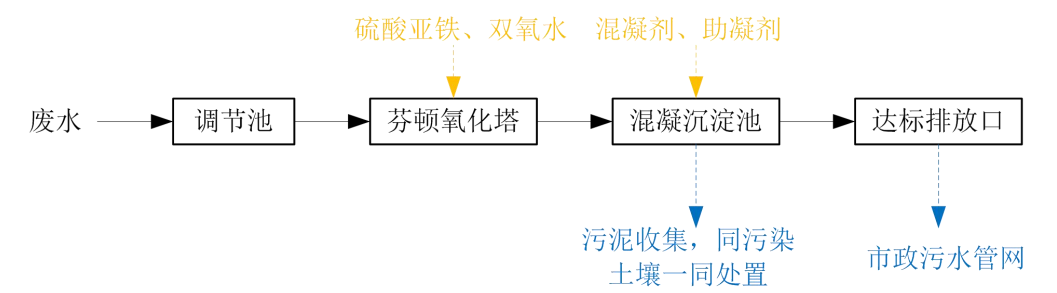 硫酸亚铁、双氧水
混凝剂、助凝剂
废水
调节池
芬顿氧化塔
混凝沉淀池
达标排放口
污泥收集，同污染
土壤一同处置
市政污水管网